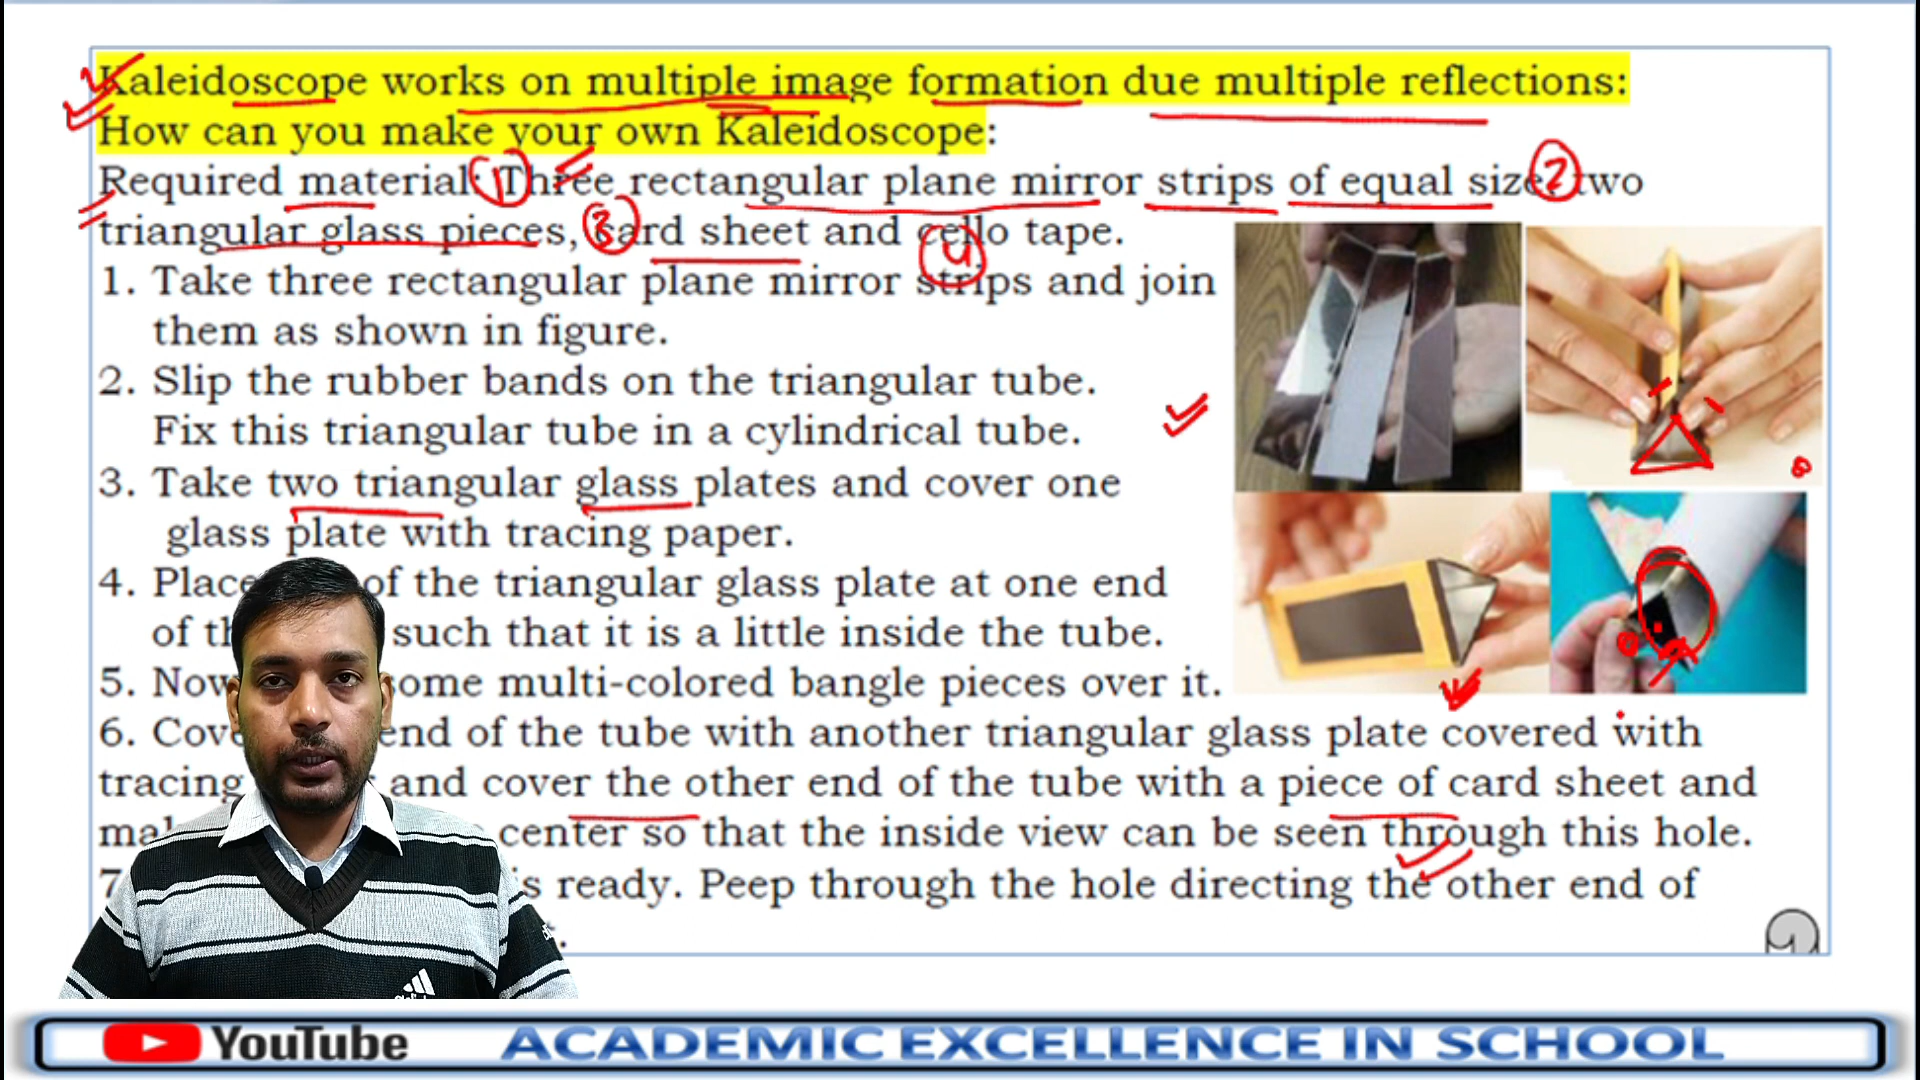 Kaleidoscope works on multiple image formation due multiple reflections:
How can you make your own Kaleidoscope:
Required material: Three rectangular plane mirror strips of equal size, two
triangular glass pieces, card sheet and cello tape.
1. Take three rectangular plane mirror strips and join
them as shown in figure.
2. Slip the rubber bands on the triangular tube.
Fix this triangular tube in a cylindrical tube.
3. Take two triangular glass plates and cover one
glass plate with tracing paper.
4. Place of the triangular glass plate at one end
of such that it is a little inside the tube.
5. Now some multi-colored bangle pieces over it.
6. end of the tube with another triangular glass plate covered with
tracing and cover the other end of the tube with a piece of card sheet and
center so that the inside view can be seen through this hole.
7 is ready. Peep through the hole directing the other end of
1 2 3 4
adidas
YouTube ACADEMIC EXCELLENCE IN SCHOOL